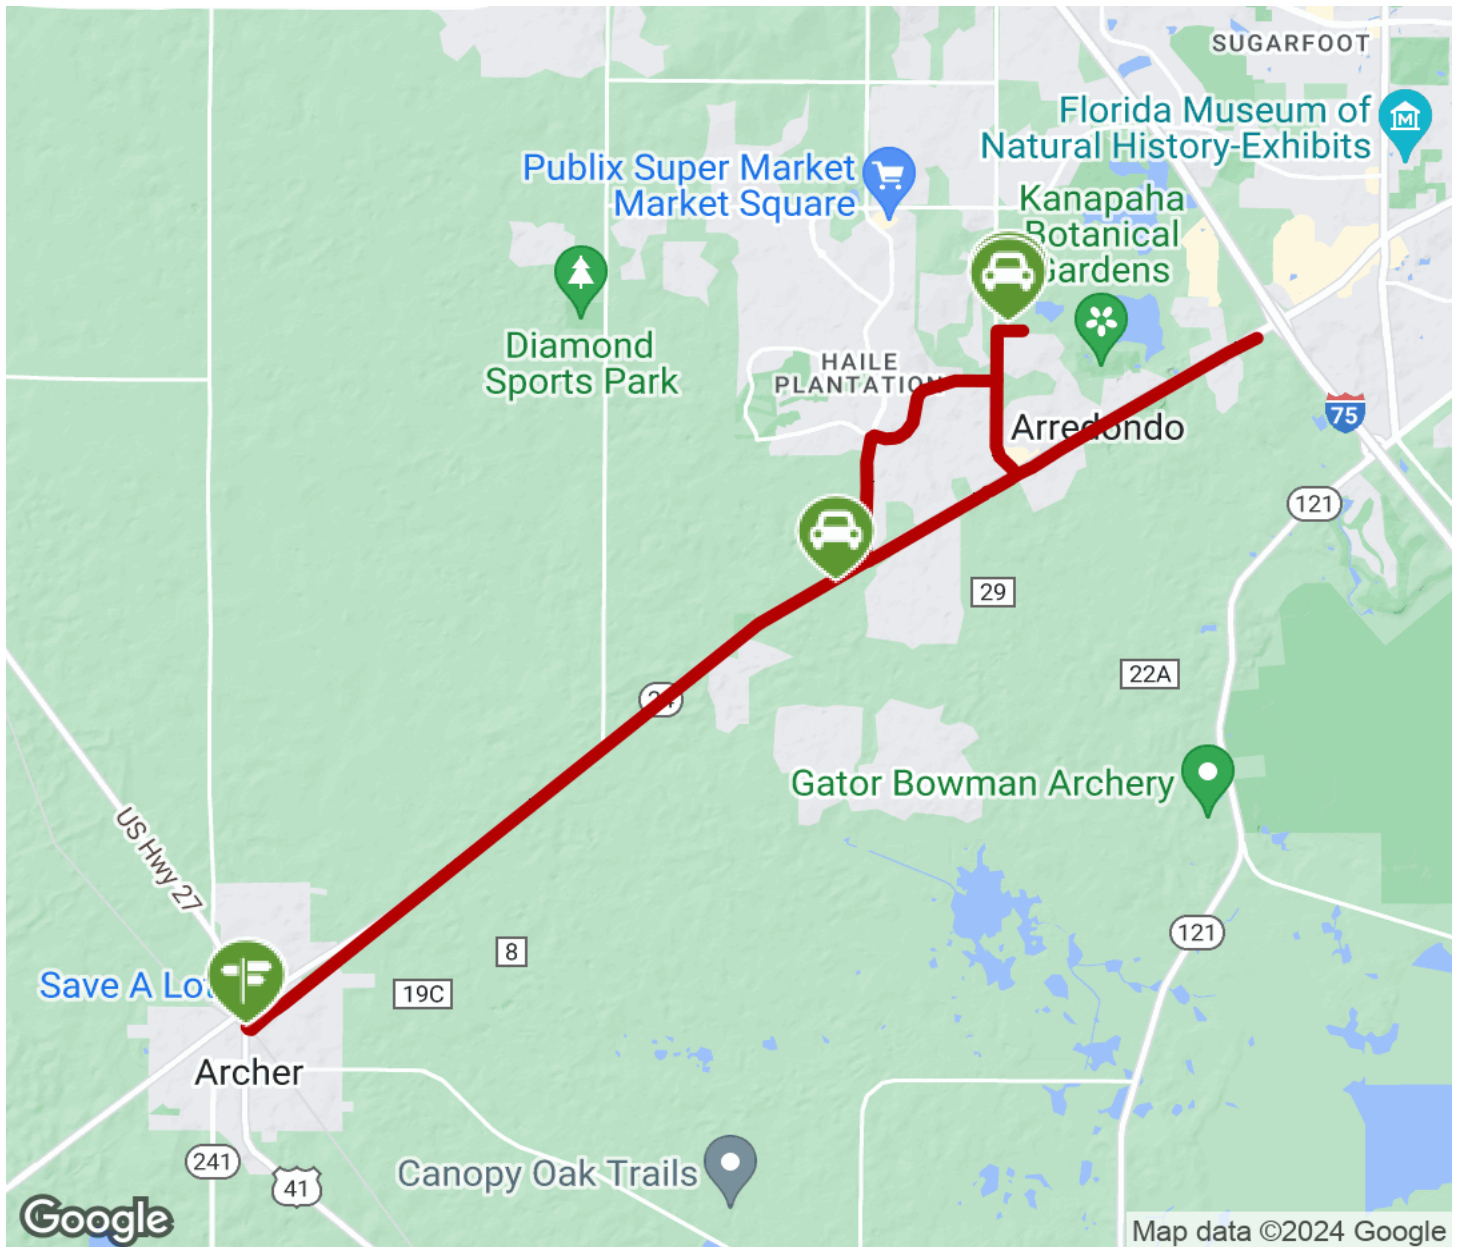 SUGARFOOT
Florida Museum of
Natural History-Exhibits
Publix Super Market
Market Square
Kanapaha
Botanical
Gardens
Diamond
Sports Park
HAILE
PLANTATION
Arredondo
75
121
29
22A
24
Gator Bowman Archery
US Hwy 27
121
8
19C
Save A Lot
Archer
241
41
Canopy Oak Trails
Google
Map data ©2024 Google